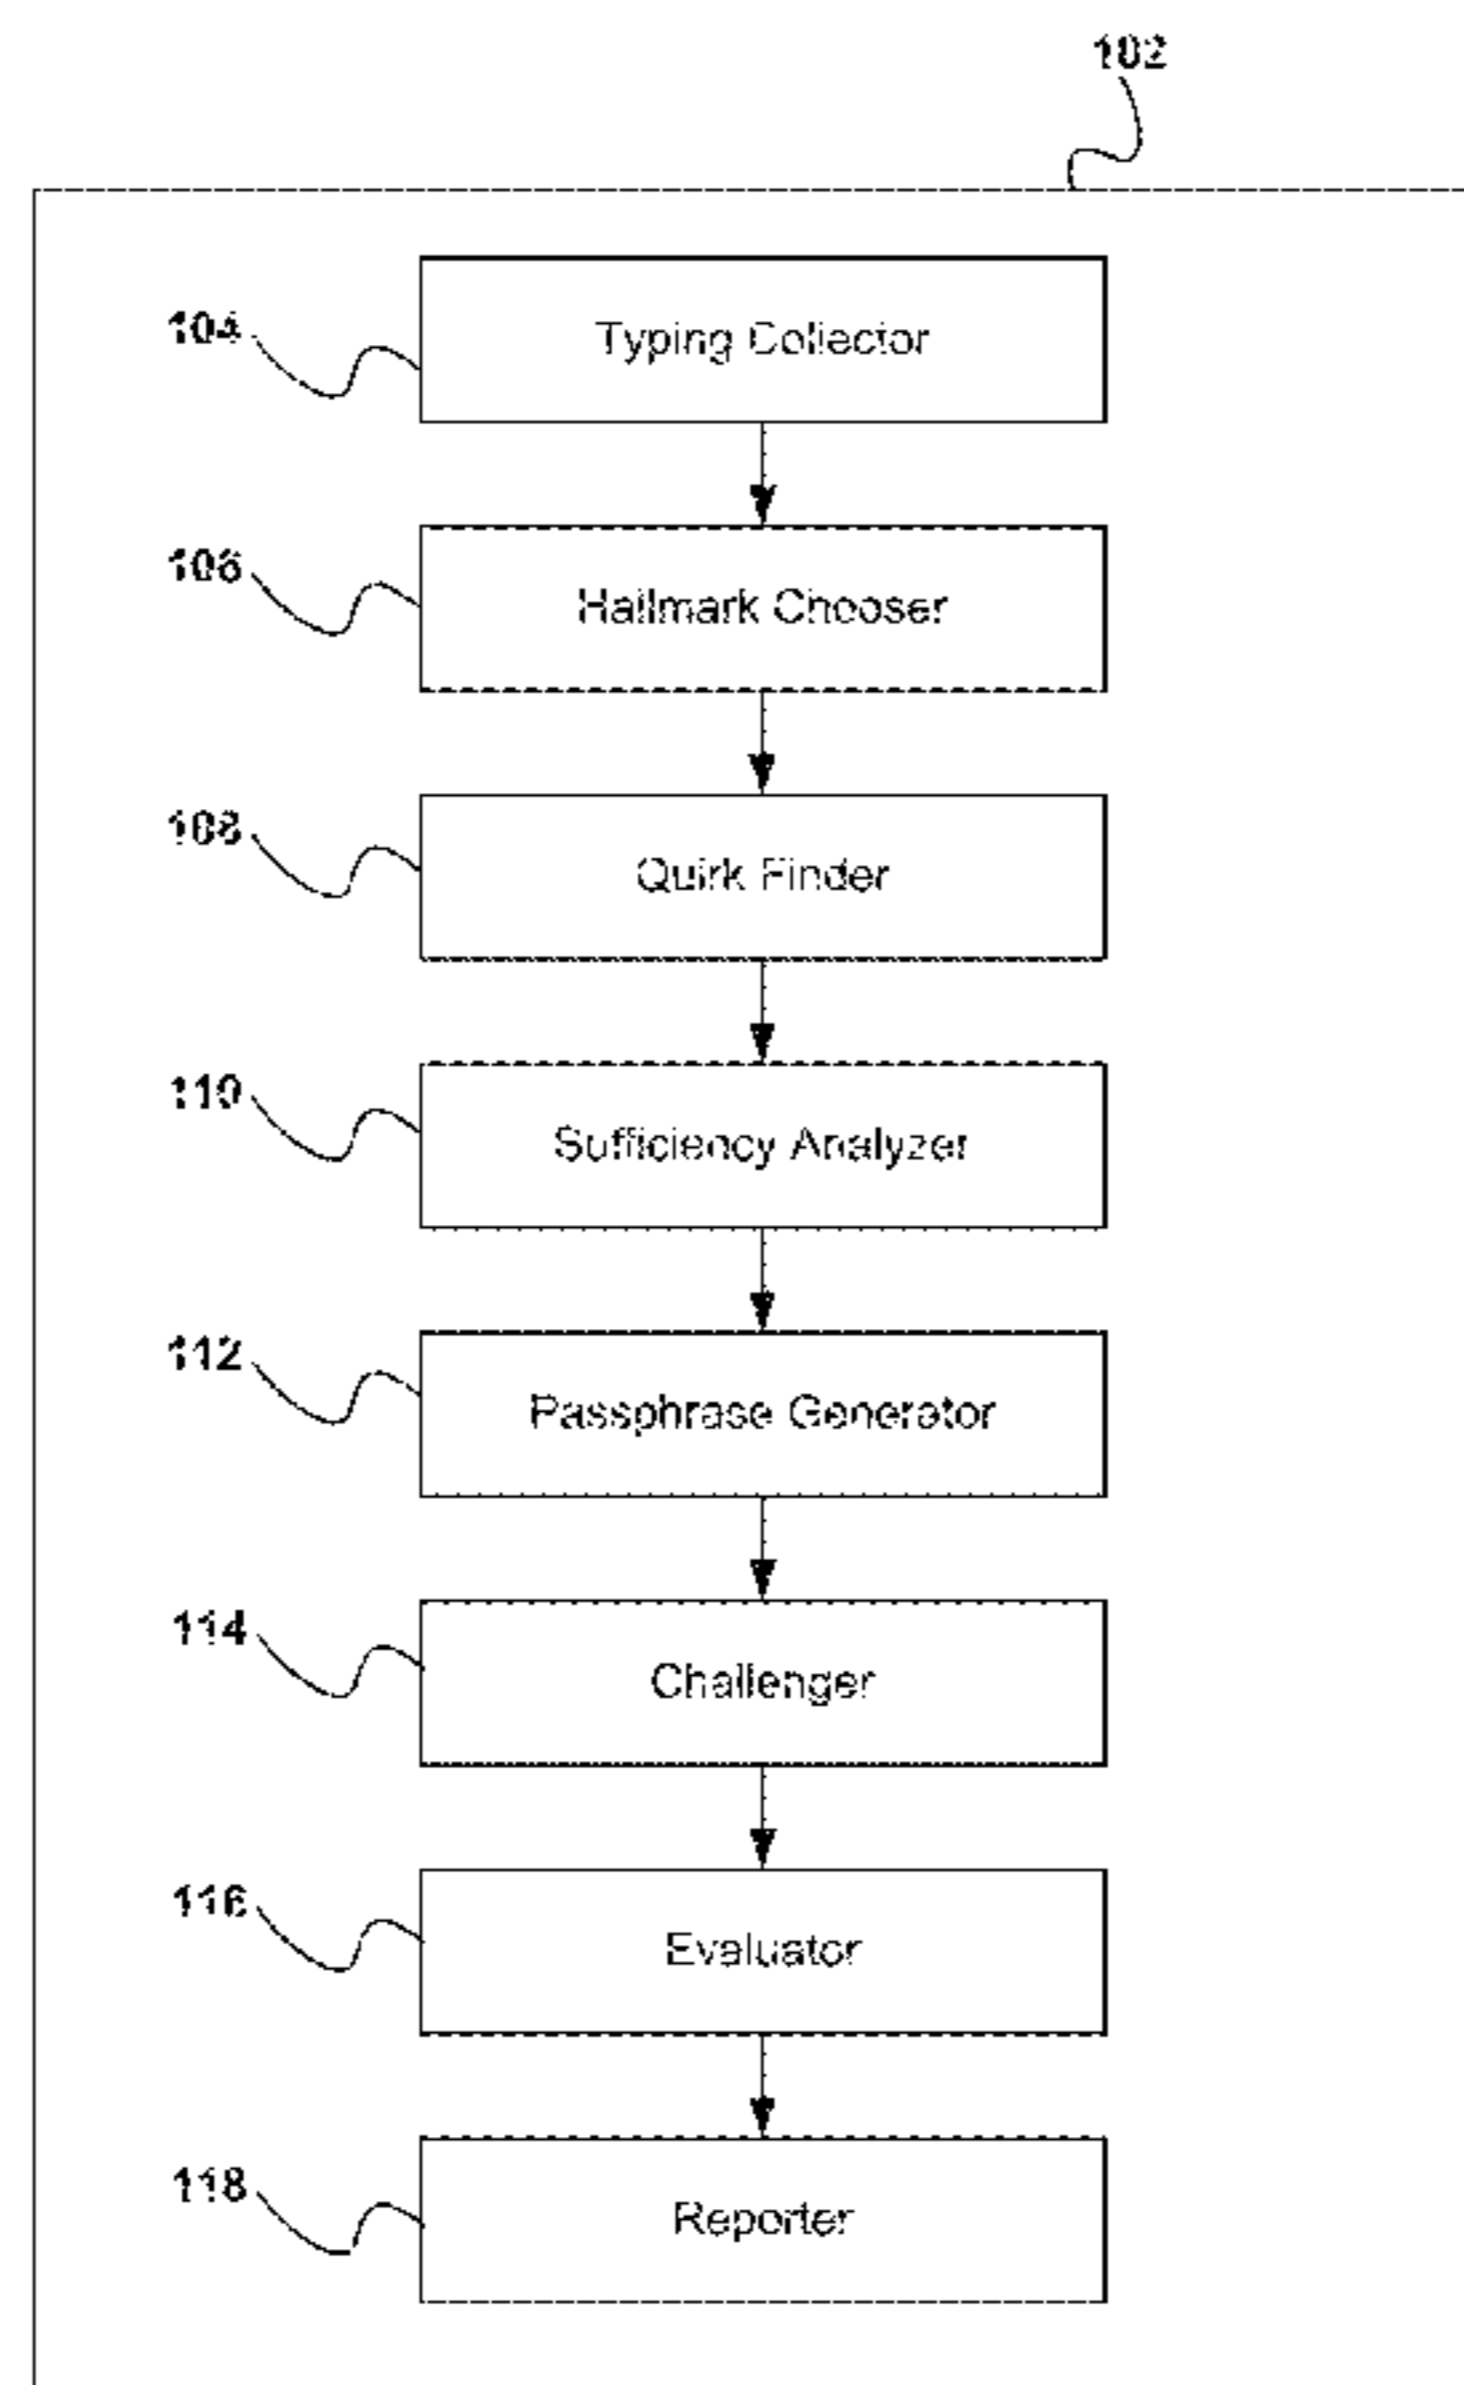 102
104
Typing Collector
106
Hallmark Chooser
108
Quirk Finder
110
Sufficiency Analyzer
112
Passphrase Generator
114
Challenger
116
Evaluator
118
Reporter